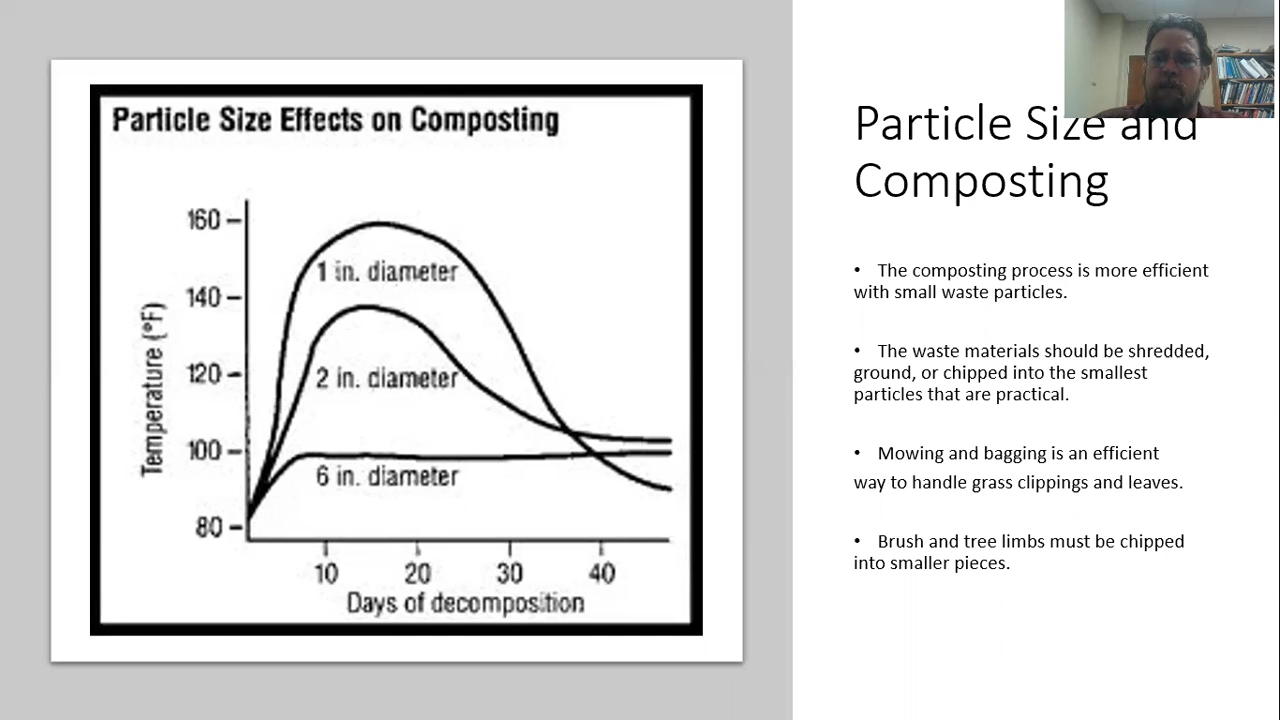 Particle Size Effects on Composting
160
140
120
100
80
Temperature (°F)
1 in. diameter
2 in. diameter
6 in. diameter
10 20 30 40
Days of decomposition
Particle Size and
Composting
• The composting process is more efficient
with small waste particles.
• The waste materials should be shredded,
ground, or chipped into the smallest
particles that are practical.
• Mowing and bagging is an efficient
way to handle grass clippings and leaves.
• Brush and tree limbs must be chipped
into smaller pieces.